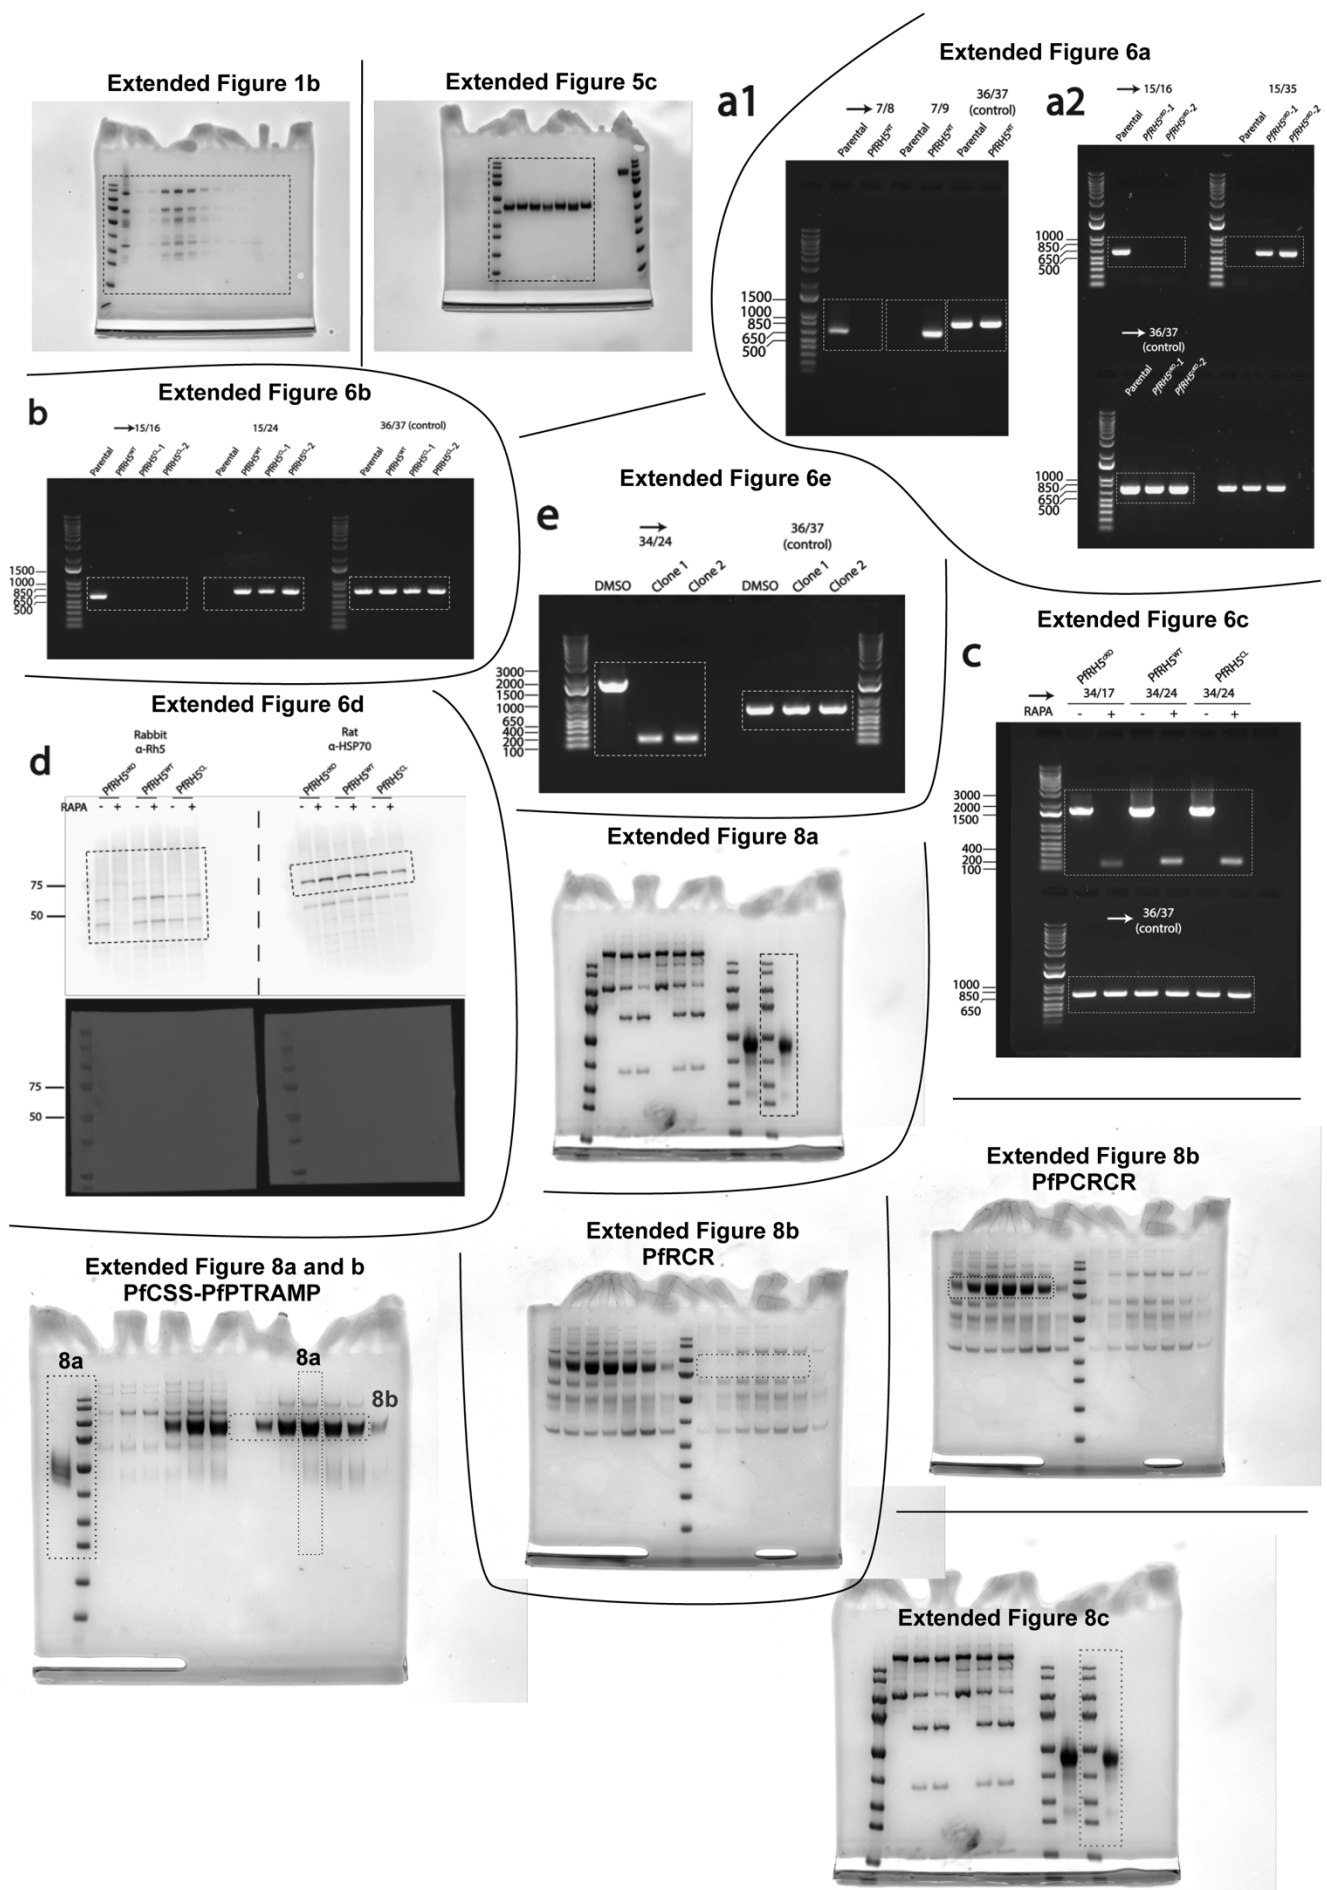 Extended Figure 1b
Extended Figure 5c
Extended Figure 6a
a1
→7/8
7/9
36/37
(control)
Parental
PfRH5WT
Parental
PfRH5WT
Parental
PfRH5WT
1500
1000
850
650
500
a2
→15/16
15/35
Parental
PfRH5cKO-1
PfRH5cKO-2
Parental
PfRH5cKO-1
PfRH5cKO-2
1000
850
650
500
→36/37
(control)
Parental
PfRH5cKO-1
PfRH5cKO-2
1000
850
650
500
Extended Figure 6b
b
→15/16
15/24
36/37 (control)
Parental
PfRH5WT
PfRH5CL-1
PfRH5CL-2
Parental
PfRH5WT
PfRH5CL-1
PfRH5CL-2
Parental
PfRH5WT
PfRH5CL-1
PfRH5CL-2
1500
1000
850
650
500
Extended Figure 6e
e
→
34/24
36/37
(control)
DMSO
Clone 1
Clone 2
DMSO
Clone 1
Clone 2
3000
2000
1500
1000
650
400
200
100
Extended Figure 6c
c
PfRH5cKO
PfRH5WT
PfRH5CL
→
34/17
34/24
34/24
RAPA
- + - + - +
3000
2000
1500
400
200
100
→36/37
(control)
1000
850
650
Extended Figure 6d
d
Rabbit
α-Rh5
Rat
α-HSP70
PfRH5cKO
PfRH5WT
PfRH5CL
PfRH5cKO
PfRH5WT
PfRH5CL
RAPA
- + - + - +
- + - + - +
75
50
75
50
Extended Figure 8a
Extended Figure 8b
PfPCRCR
Extended Figure 8b
PfRCR
Extended Figure 8a and b
PfCSS-PfPTRAMP
8a
8a
8b
Extended Figure 8c